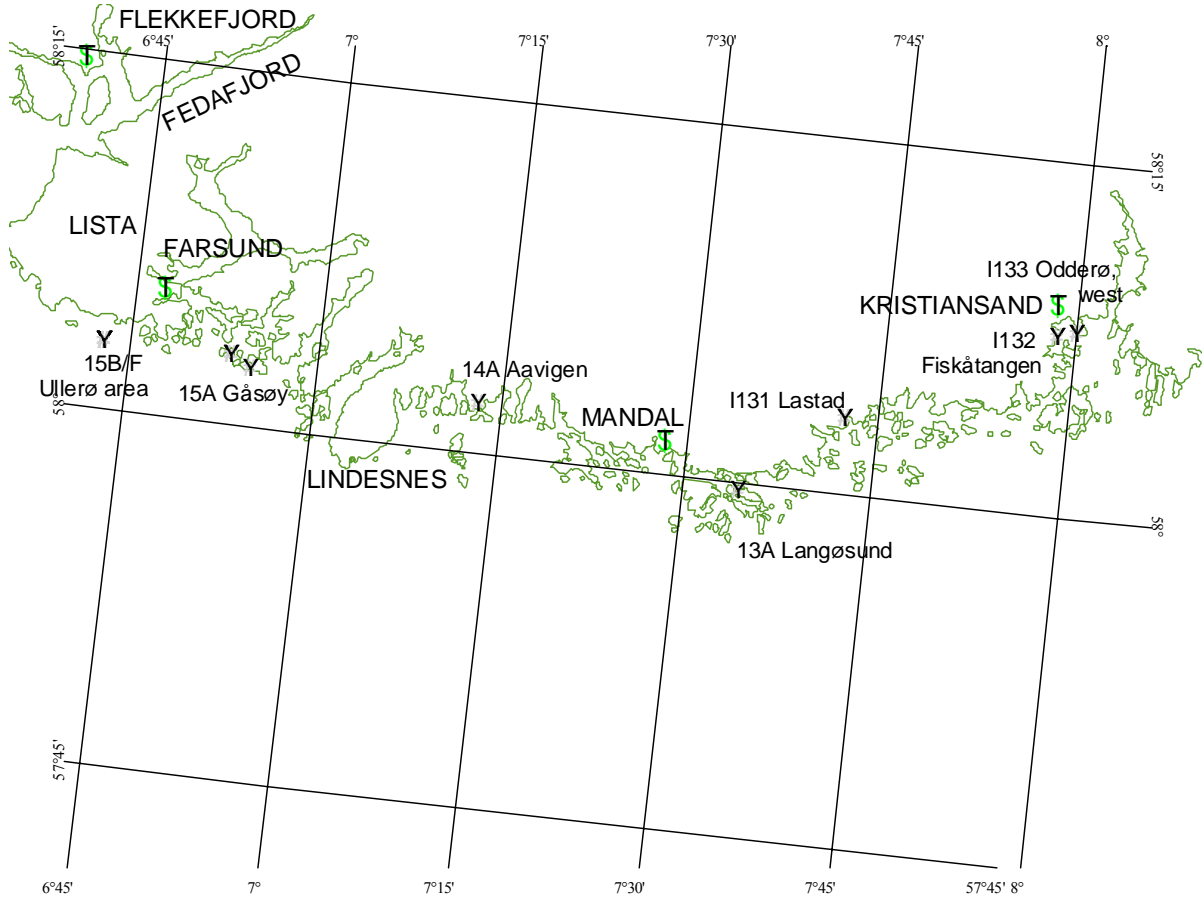 FLEKKEFJORD
58°15'
6°45'
7°
7°15'
7°30'
7°45'
8°
T
FEDAFJORD
58°15'
LISTA
FARSUND
T
I133 Odderø,
west
KRISTIANSAND
T
I132
Fiskåtangen
Y
Y
Y
15B/F
Ullerø area
Y
Y
15A Gåsøy
14A Aavigen
Y
I131 Lastad
Y
58°
MANDAL
T
LINDESNES
Y
58°
13A Langøsund
57°45'
6°45'
7°
7°15'
7°30'
7°45'
57°45'
8°